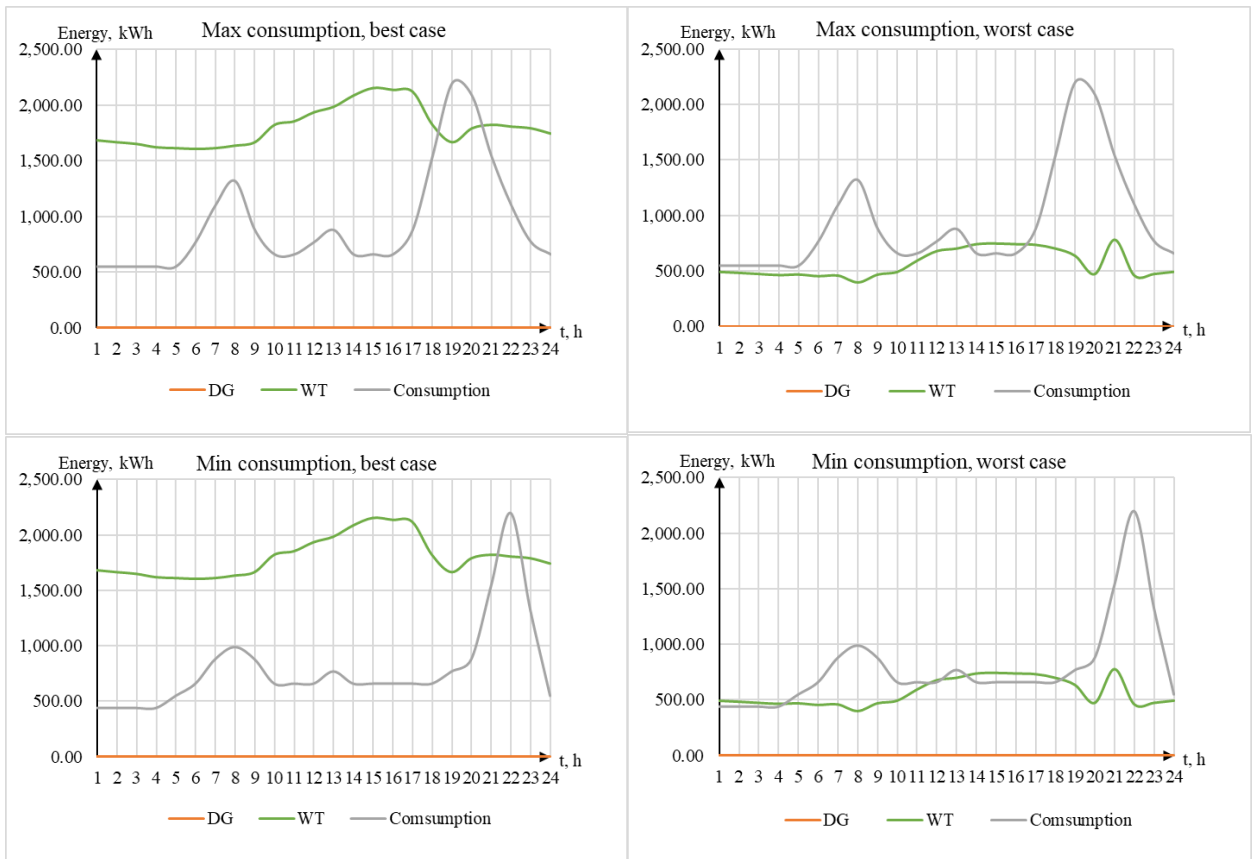 Energy, kWh Max consumption, best case
2,500.00
2,000.00
1,500.00
1,000.00
500.00
0.00
t, h
1 2 3 4 5 6 7 8 9 10 11 12 13 14 15 16 17 18 19 20 21 22 23 24
DG WT Consumption
Energy, kWh Max consumption, worst case
2,500.00
2,000.00
1,500.00
1,000.00
500.00
0.00
t, h
1 2 3 4 5 6 7 8 9 10 11 12 13 14 15 16 17 18 19 20 21 22 23 24
DG WT Consumption
Energy, kWh Min consumption, best case
2,500.00
2,000.00
1,500.00
1,000.00
500.00
0.00
t, h
1 2 3 4 5 6 7 8 9 10 11 12 13 14 15 16 17 18 19 20 21 22 23 24
DG WT Comsumption
Energy, kWh Min consumption, worst case
2,500.00
2,000.00
1,500.00
1,000.00
500.00
0.00
t, h
1 2 3 4 5 6 7 8 9 10 11 12 13 14 15 16 17 18 19 20 21 22 23 24
DG WT Comsumption